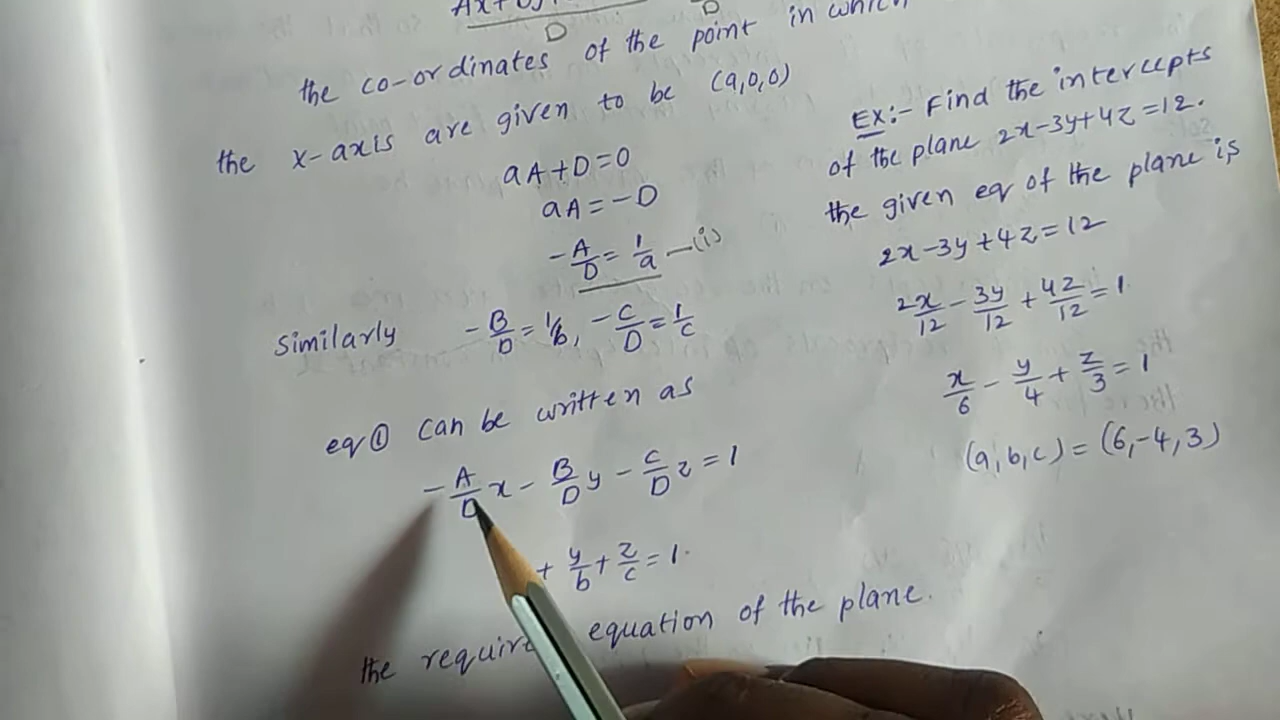 Ax+
D
D
the co-ordinates of the point in which
the x-axis are given to be (a,0,0)
aA+D=0
aA=-D
-A/D = 1/a —(i)
Similarly -B/D = 1/b, -C/D = 1/c
eq① can be written as
-A/D x - B/D y - C/D z = 1
+ y/b + z/c = 1.
the require equation of the plane.
EX:- Find the intercepts
of the plane 2x-3y+4z=12.
the given eq of the plane is
2x-3y+4z=12
2x/12 - 3y/12 + 4z/12 = 1
x/6 - y/4 + z/3 = 1
(a,b,c) = (6,-4,3)